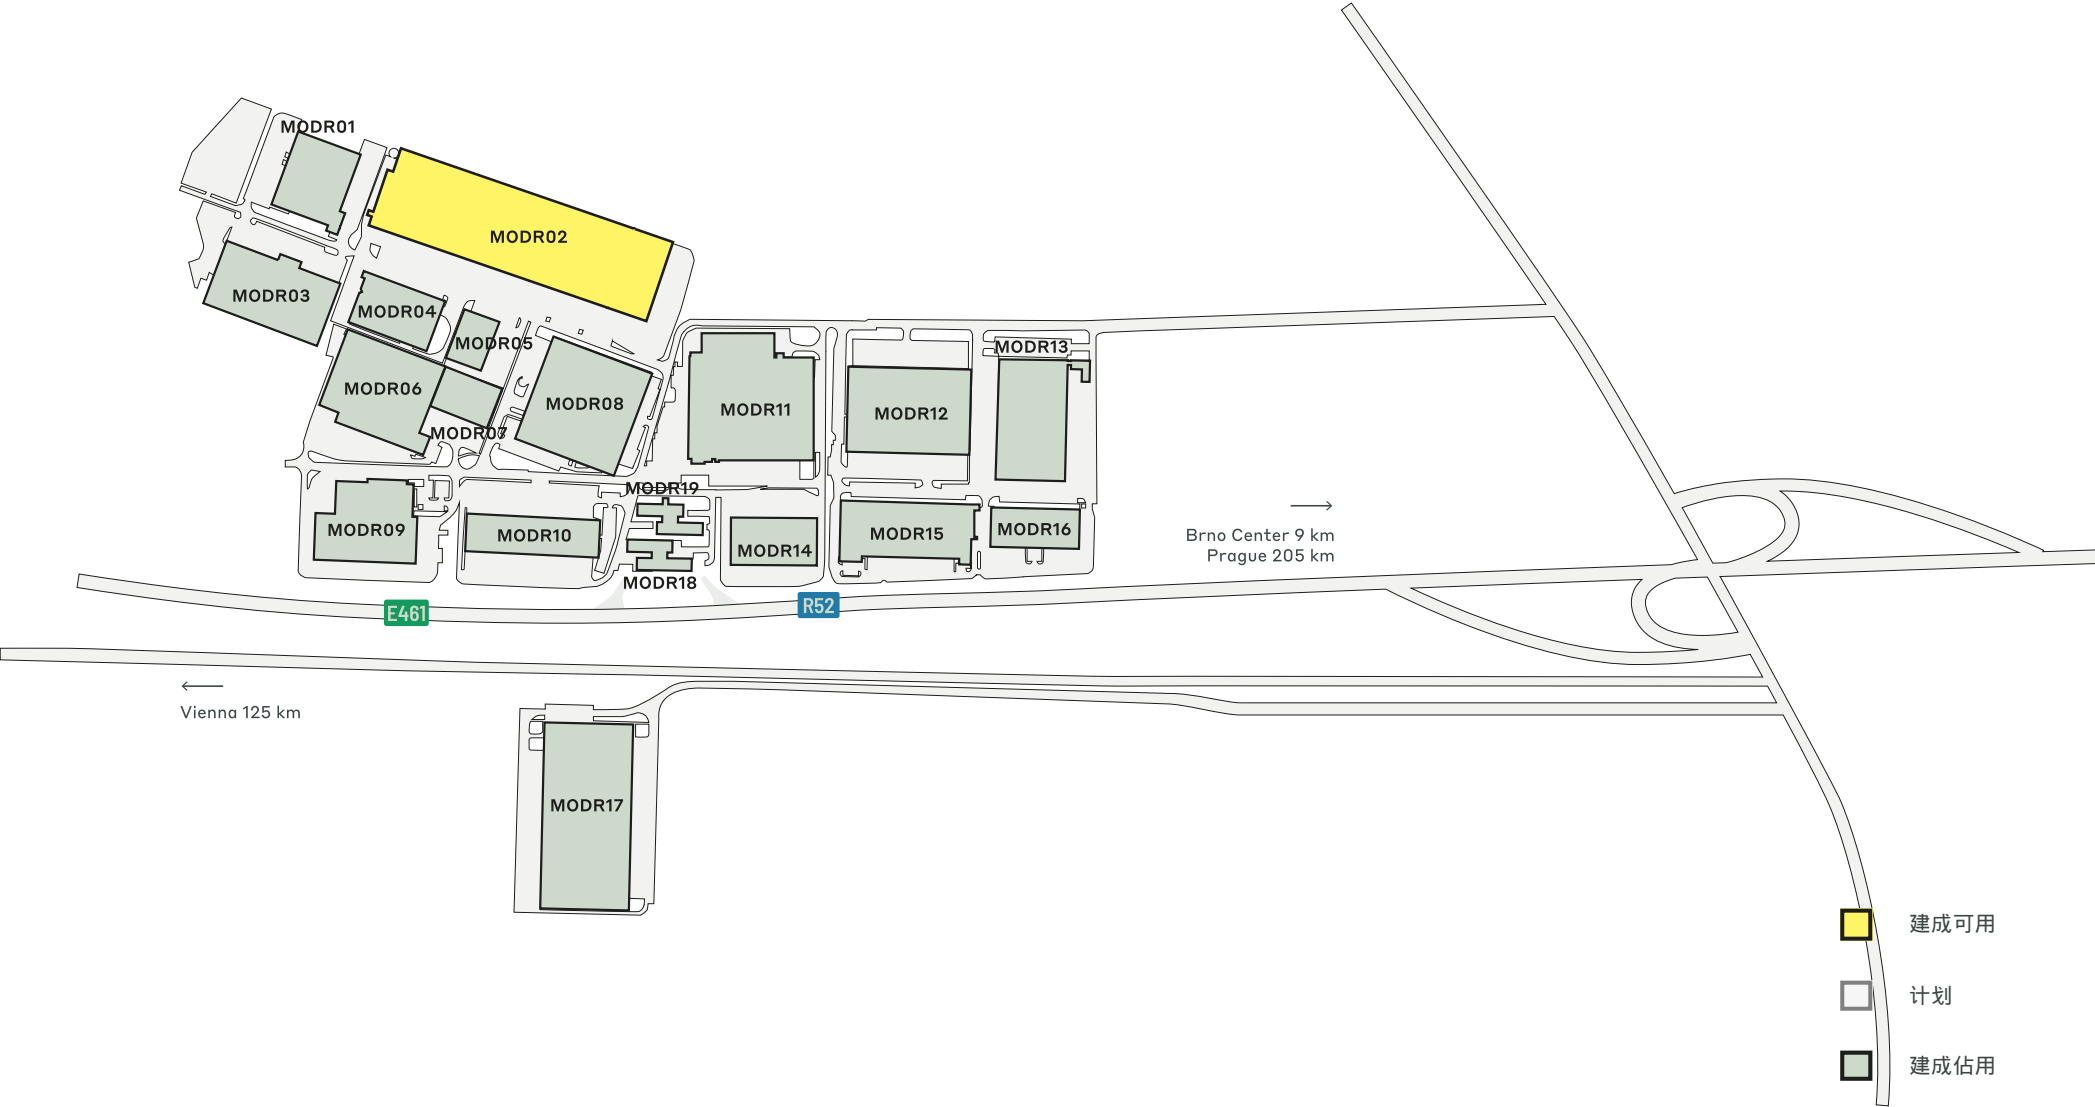 MODR01
MODR02
MODR03
MODR04
MODR05
MODR06
MODR07
MODR08
MODR11
MODR12
MODR13
MODR19
MODR09
MODR10
MODR14
MODR15
MODR16
MODR18
Brno Center 9 km
Prague 205 km
E461
R52
Vienna 125 km
MODR17
建成可用
计划
建成佔用